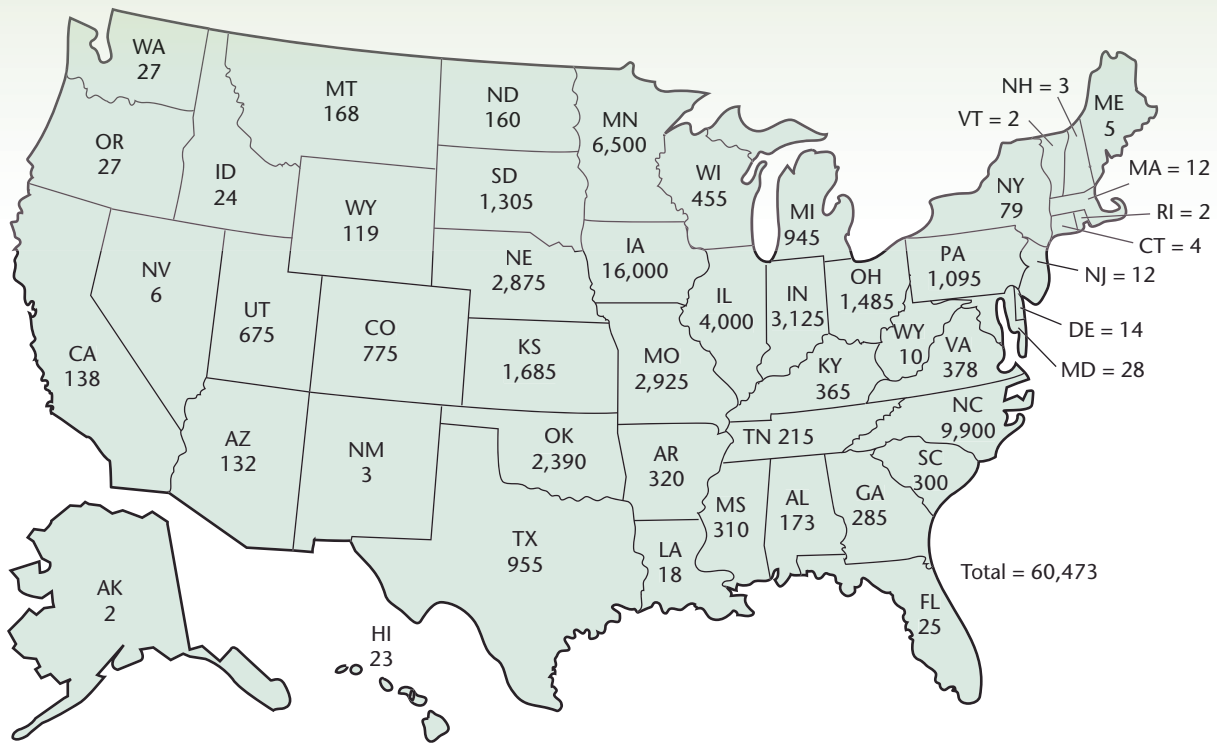 WA
27
MT
168
ND
160
MN
6,500
NH = 3
ME
5
VT = 2
OR
27
ID
24
SD
1,305
WI
455
MA = 12
NY
79
WY
119
MI
945
RI = 2
CT = 4
NV
6
NE
2,875
IA
16,000
PA
1,095
NJ = 12
OH
1,485
UT
675
CO
775
IL
4,000
IN
3,125
DE = 14
WY
10
VA
378
CA
138
KS
1,685
MO
2,925
KY
365
MD = 28
NC
9,900
AZ
132
NM
3
OK
2,390
TN 215
AR
320
SC
300
MS
310
AL
173
GA
285
TX
955
LA
18
Total = 60,473
AK
2
FL
25
HI
23